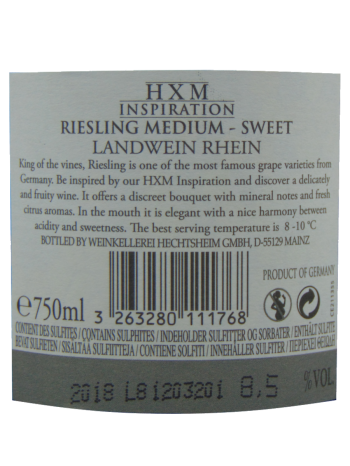 HXM
INSPIRATION
RIESLING MEDIUM - SWEET
LANDWEIN RHEIN
King of the vines, Riesling is one of the most famous grape varieties from
Germany. Be inspired by our HXM Inspiration and discover a delicately
and fruity wine. It offers a discreet bouquet with mineral notes and fresh
citrus aromas. In the mouth it is elegant with a nice harmony between
acidity and sweetness. The best serving temperature is 8 -10 °C
BOTTLED BY WEINKELLEREI HECHTSHEIM GMBH, D-55129 MAINZ
PRODUCT OF GERMANY
℮750ml
3 263280 111768
CONTIENT DES SULFITES / CONTAINS SULPHITES / INDEHOLDER SULFITTER OG SORBATER / ENTHÄLT SULFITE
BEVAT SULFIETEN / SISÄLTÄÄ SULFIITTEJA / CONTIENE SOLFITI / INNEHÅLLER SULFITER / ΠΕΡΙΕΧΕΙ ΘΕΙΩΔΗ
2018 L81203201 8,5 %VOL.